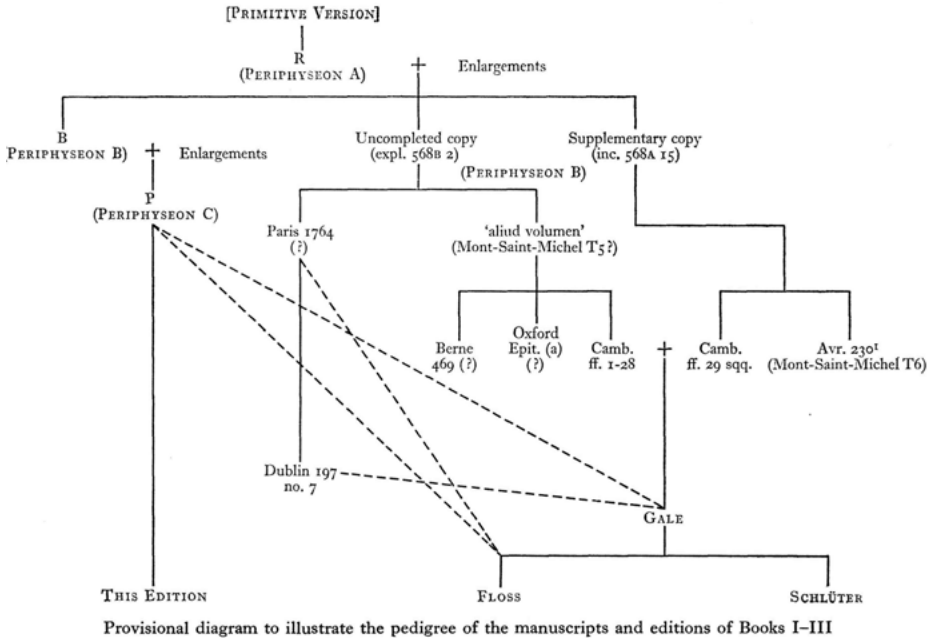 [PRIMITIVE VERSION]
R
(PERIPHYSEON A)
+ Enlargements
B
PERIPHYSEON B)
+ Enlargements
Uncompleted copy
(expl. 568B 2)
(PERIPHYSEON B)
Supplementary copy
(inc. 568A 15)
P
(PERIPHYSEON C)
Paris 1764
(?)
'aliud volumen'
(Mont-Saint-Michel T5?)
Berne
469 (?)
Oxford
Epit. (a)
(?)
Camb.
ff. 1-28
+
Camb.
ff. 29 sqq.
Avr. 230¹
(Mont-Saint-Michel T6)
Dublin 197
no. 7
GALE
THIS EDITION
FLOSS
SCHLÜTER
Provisional diagram to illustrate the pedigree of the manuscripts and editions of Books I–III